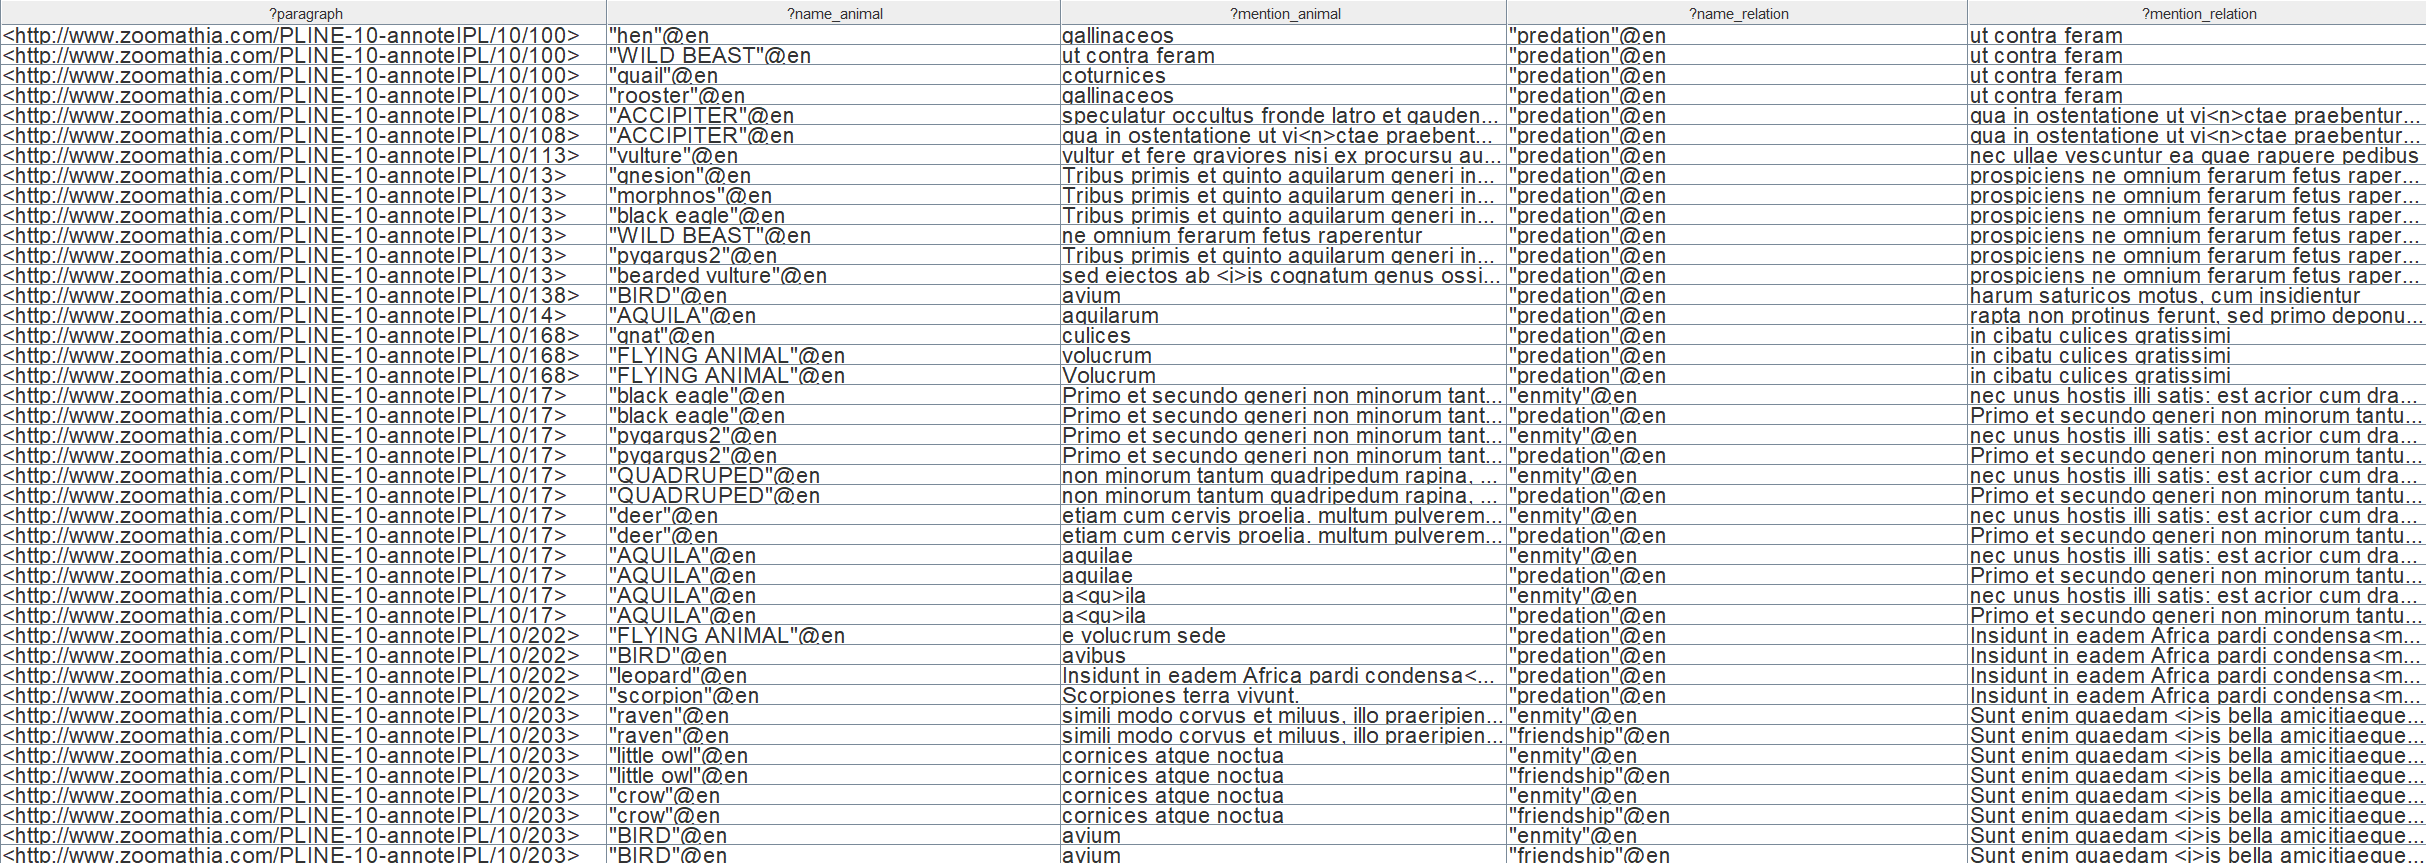 ?paragraph ?name_animal ?mention_animal ?name_relation ?mention_relation
<http://www.zoomathia.com/PLINE-10-annoteIPL/10/100> "hen"@en gallinaceos "predation"@en ut contra feram
<http://www.zoomathia.com/PLINE-10-annoteIPL/10/100> "WILD BEAST"@en ut contra feram "predation"@en ut contra feram
<http://www.zoomathia.com/PLINE-10-annoteIPL/10/100> "quail"@en coturnices "predation"@en ut contra feram
<http://www.zoomathia.com/PLINE-10-annoteIPL/10/100> "rooster"@en gallinaceos "predation"@en ut contra feram
<http://www.zoomathia.com/PLINE-10-annoteIPL/10/108> "ACCIPITER"@en speculatur occultus fronde latro et gauden... "predation"@en qua in ostentatione ut vi<n>ctae praebentur...
<http://www.zoomathia.com/PLINE-10-annoteIPL/10/108> "ACCIPITER"@en qua in ostentatione ut vi<n>ctae praebent... "predation"@en qua in ostentatione ut vi<n>ctae praebentur...
<http://www.zoomathia.com/PLINE-10-annoteIPL/10/113> "vulture"@en vultur et fere graviores nisi ex procursu au... "predation"@en nec ullae vescuntur ea quae rapuere pedibus
<http://www.zoomathia.com/PLINE-10-annoteIPL/10/13> "gnesion"@en Tribus primis et quinto aquilarum generi in... "predation"@en prospiciens ne omnium ferarum fetus raper...
<http://www.zoomathia.com/PLINE-10-annoteIPL/10/13> "morphnos"@en Tribus primis et quinto aquilarum generi in... "predation"@en prospiciens ne omnium ferarum fetus raper...
<http://www.zoomathia.com/PLINE-10-annoteIPL/10/13> "black eagle"@en Tribus primis et quinto aquilarum generi in... "predation"@en prospiciens ne omnium ferarum fetus raper...
<http://www.zoomathia.com/PLINE-10-annoteIPL/10/13> "WILD BEAST"@en ne omnium ferarum fetus raperentur "predation"@en prospiciens ne omnium ferarum fetus raper...
<http://www.zoomathia.com/PLINE-10-annoteIPL/10/13> "pygargus2"@en Tribus primis et quinto aquilarum generi in... "predation"@en prospiciens ne omnium ferarum fetus raper...
<http://www.zoomathia.com/PLINE-10-annoteIPL/10/13> "bearded vulture"@en sed eiectos ab <i>is cognatum genus ossi... "predation"@en prospiciens ne omnium ferarum fetus raper...
<http://www.zoomathia.com/PLINE-10-annoteIPL/10/138> "BIRD"@en avium "predation"@en harum saturicos motus, cum insidientur
<http://www.zoomathia.com/PLINE-10-annoteIPL/10/14> "AQUILA"@en aquilarum "predation"@en rapta non protinus ferunt, sed primo deponu...
<http://www.zoomathia.com/PLINE-10-annoteIPL/10/168> "gnat"@en culices "predation"@en in cibatu culices gratissimi
<http://www.zoomathia.com/PLINE-10-annoteIPL/10/168> "FLYING ANIMAL"@en volucrum "predation"@en in cibatu culices gratissimi
<http://www.zoomathia.com/PLINE-10-annoteIPL/10/168> "FLYING ANIMAL"@en Volucrum "predation"@en in cibatu culices gratissimi
<http://www.zoomathia.com/PLINE-10-annoteIPL/10/17> "black eagle"@en Primo et secundo generi non minorum tant... "enmity"@en nec unus hostis illi satis: est acrior cum dra...
<http://www.zoomathia.com/PLINE-10-annoteIPL/10/17> "black eagle"@en Primo et secundo generi non minorum tant... "predation"@en Primo et secundo generi non minorum tantu...
<http://www.zoomathia.com/PLINE-10-annoteIPL/10/17> "pygargus2"@en Primo et secundo generi non minorum tant... "enmity"@en nec unus hostis illi satis: est acrior cum dra...
<http://www.zoomathia.com/PLINE-10-annoteIPL/10/17> "pygargus2"@en Primo et secundo generi non minorum tant... "predation"@en Primo et secundo generi non minorum tantu...
<http://www.zoomathia.com/PLINE-10-annoteIPL/10/17> "QUADRUPED"@en non minorum tantum quadripedum rapina, ... "enmity"@en nec unus hostis illi satis: est acrior cum dra...
<http://www.zoomathia.com/PLINE-10-annoteIPL/10/17> "QUADRUPED"@en non minorum tantum quadripedum rapina, ... "predation"@en Primo et secundo generi non minorum tantu...
<http://www.zoomathia.com/PLINE-10-annoteIPL/10/17> "deer"@en etiam cum cervis proelia. multum pulverem... "enmity"@en nec unus hostis illi satis: est acrior cum dra...
<http://www.zoomathia.com/PLINE-10-annoteIPL/10/17> "deer"@en etiam cum cervis proelia. multum pulverem... "predation"@en Primo et secundo generi non minorum tantu...
<http://www.zoomathia.com/PLINE-10-annoteIPL/10/17> "AQUILA"@en aquilae "enmity"@en nec unus hostis illi satis: est acrior cum dra...
<http://www.zoomathia.com/PLINE-10-annoteIPL/10/17> "AQUILA"@en aquilae "predation"@en Primo et secundo generi non minorum tantu...
<http://www.zoomathia.com/PLINE-10-annoteIPL/10/17> "AQUILA"@en a<qu>ila "enmity"@en nec unus hostis illi satis: est acrior cum dra...
<http://www.zoomathia.com/PLINE-10-annoteIPL/10/17> "AQUILA"@en a<qu>ila "predation"@en Primo et secundo generi non minorum tantu...
<http://www.zoomathia.com/PLINE-10-annoteIPL/10/202> "FLYING ANIMAL"@en e volucrum sede "predation"@en Insidunt in eadem Africa pardi condensa<m...
<http://www.zoomathia.com/PLINE-10-annoteIPL/10/202> "BIRD"@en avibus "predation"@en Insidunt in eadem Africa pardi condensa<m...
<http://www.zoomathia.com/PLINE-10-annoteIPL/10/202> "leopard"@en Insidunt in eadem Africa pardi condensa<... "predation"@en Insidunt in eadem Africa pardi condensa<m...
<http://www.zoomathia.com/PLINE-10-annoteIPL/10/202> "scorpion"@en Scorpiones terra vivunt. "predation"@en Insidunt in eadem Africa pardi condensa<m...
<http://www.zoomathia.com/PLINE-10-annoteIPL/10/203> "raven"@en simili modo corvus et miluus, illo praeripien... "enmity"@en Sunt enim quaedam <i>is bella amicitiaeque...
<http://www.zoomathia.com/PLINE-10-annoteIPL/10/203> "raven"@en simili modo corvus et miluus, illo praeripien... "friendship"@en Sunt enim quaedam <i>is bella amicitiaeque...
<http://www.zoomathia.com/PLINE-10-annoteIPL/10/203> "little owl"@en cornices atque noctua "enmity"@en Sunt enim quaedam <i>is bella amicitiaeque...
<http://www.zoomathia.com/PLINE-10-annoteIPL/10/203> "little owl"@en cornices atque noctua "friendship"@en Sunt enim quaedam <i>is bella amicitiaeque...
<http://www.zoomathia.com/PLINE-10-annoteIPL/10/203> "crow"@en cornices atque noctua "enmity"@en Sunt enim quaedam <i>is bella amicitiaeque...
<http://www.zoomathia.com/PLINE-10-annoteIPL/10/203> "crow"@en cornices atque noctua "friendship"@en Sunt enim quaedam <i>is bella amicitiaeque...
<http://www.zoomathia.com/PLINE-10-annoteIPL/10/203> "BIRD"@en avium "enmity"@en Sunt enim quaedam <i>is bella amicitiaeque...
<http://www.zoomathia.com/PLINE-10-annoteIPL/10/203> "BIRD"@en avium "friendship"@en Sunt enim quaedam <i>is bella amicitiaeque...